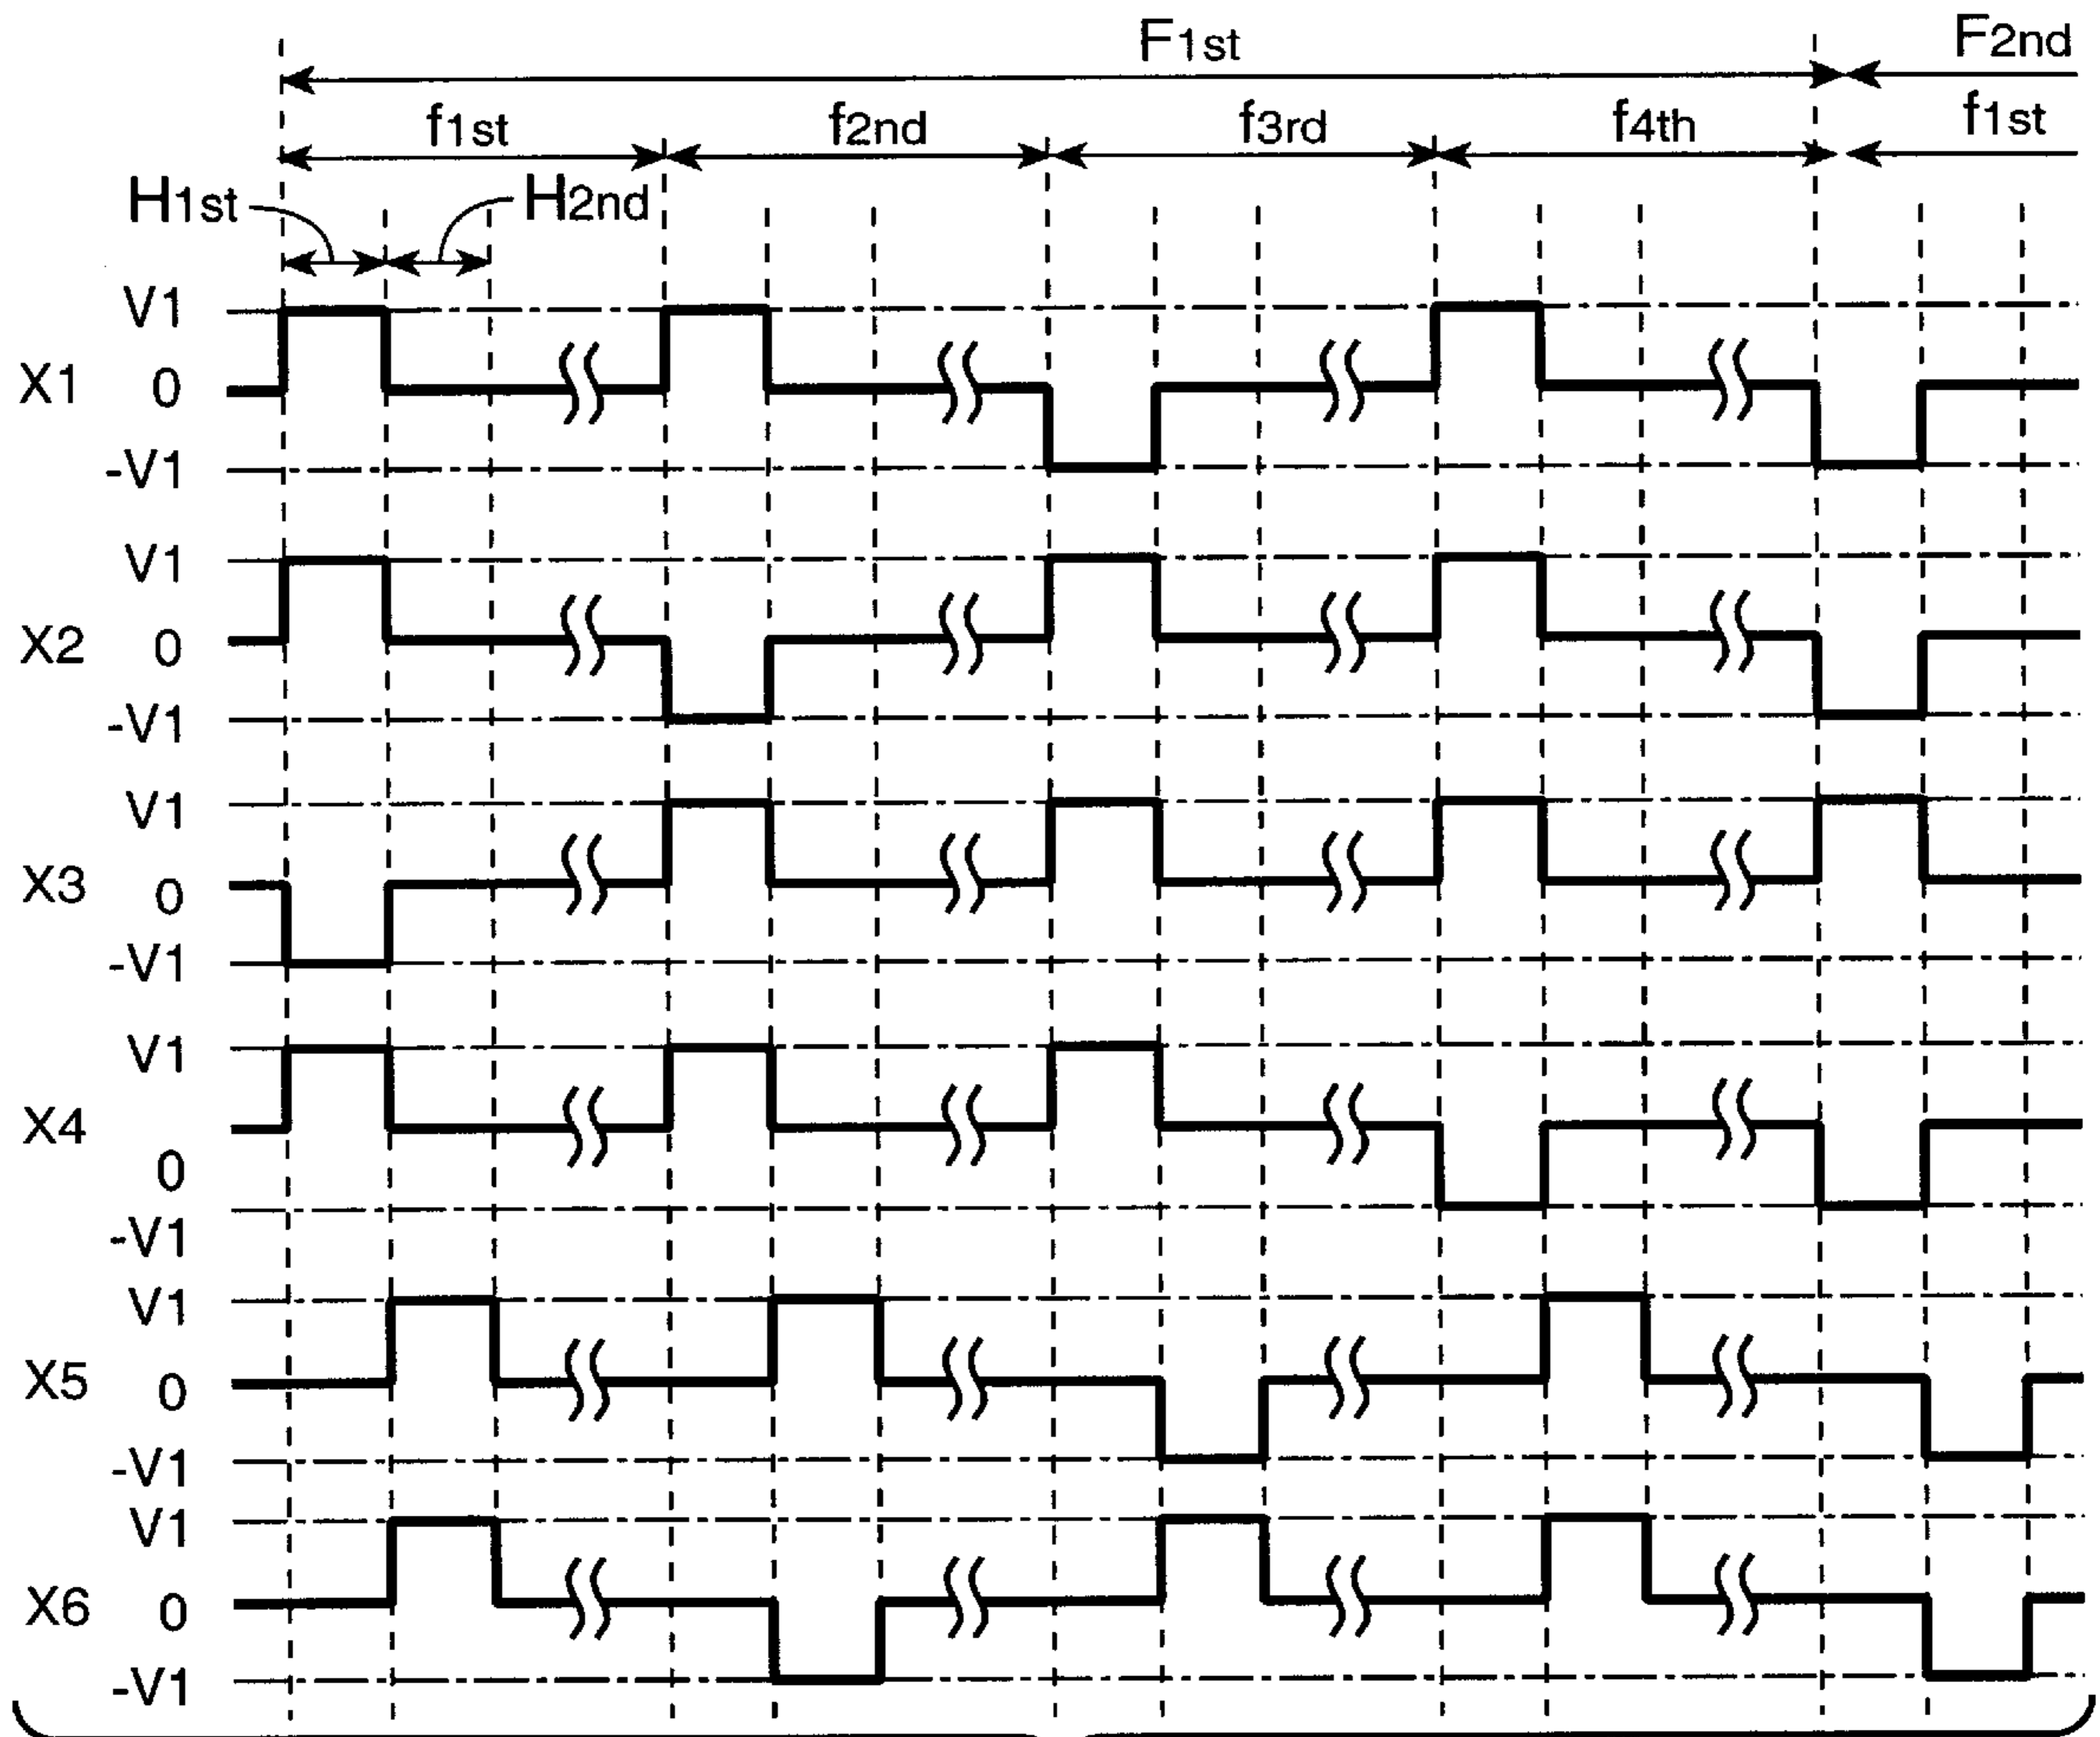 F1st F2nd
f1st f2nd f3rd f4th f1st
H1st H2nd
V1
X1 0
-V1
V1
X2 0
-V1
V1
X3 0
-V1
V1
X4
0
-V1
V1
X5 0
-V1
V1
X6 0
-V1